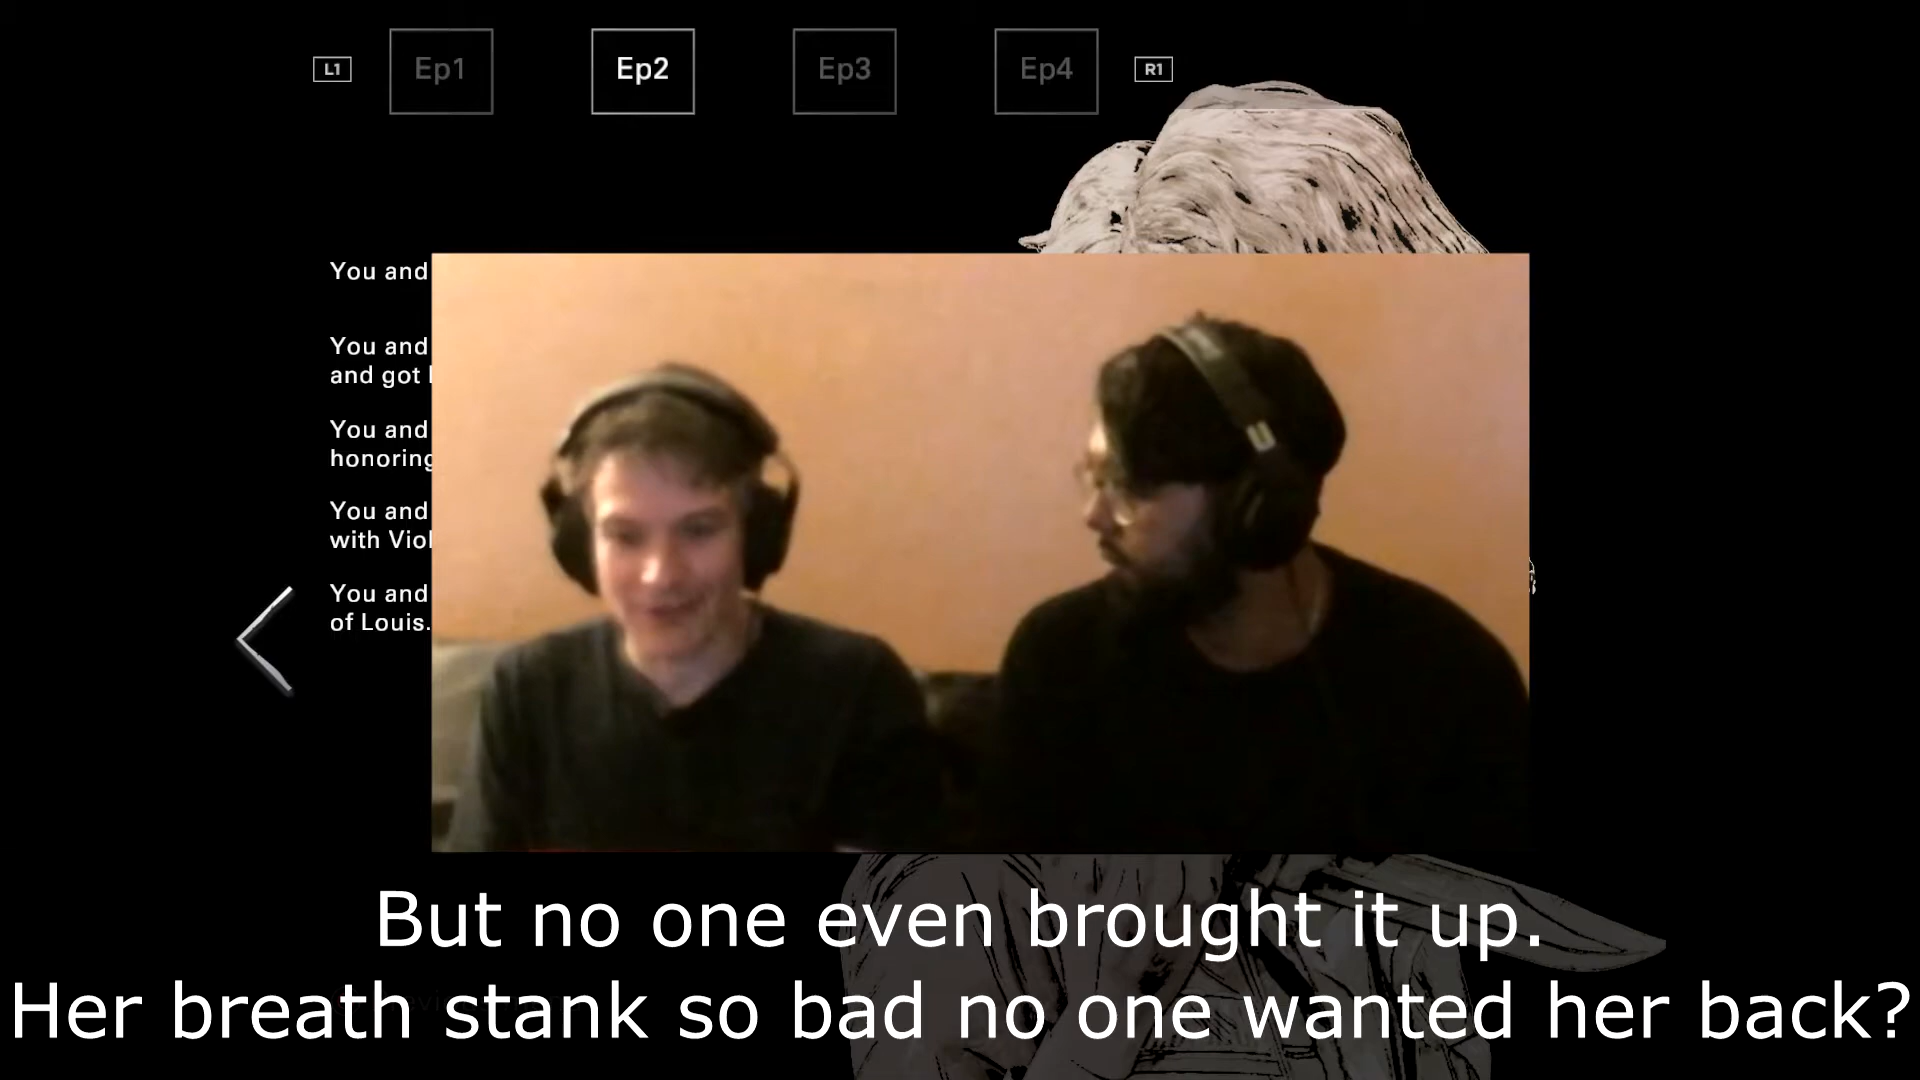 L1 Ep1 Ep2 Ep3 Ep4 R1
You and
You and
and got
You and
honoring
You and
with Viol
You and
of Louis.
But no one even brought it up.
Her breath stank so bad no one wanted her back?